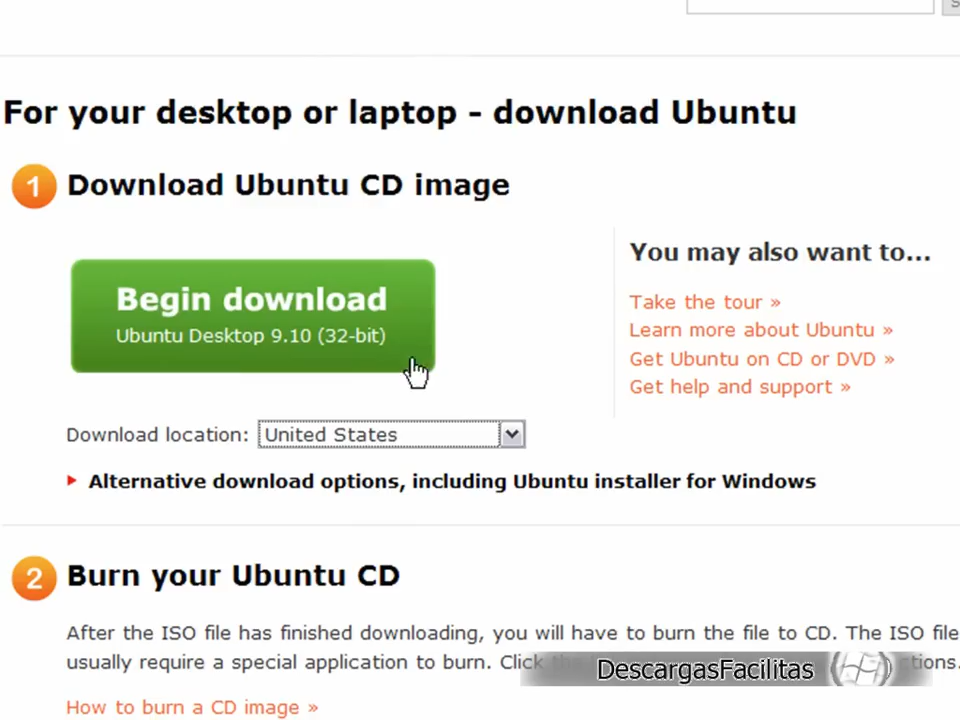 For your desktop or laptop - download Ubuntu
1 Download Ubuntu CD image
Begin download
Ubuntu Desktop 9.10 (32-bit)
You may also want to...
Take the tour »
Learn more about Ubuntu »
Get Ubuntu on CD or DVD »
Get help and support »
Download location: United States
Alternative download options, including Ubuntu installer for Windows
2 Burn your Ubuntu CD
After the ISO file has finished downloading, you will have to burn the file to CD. The ISO file
usually require a special application to burn. Click
DescargasFacilitas
How to burn a CD image »